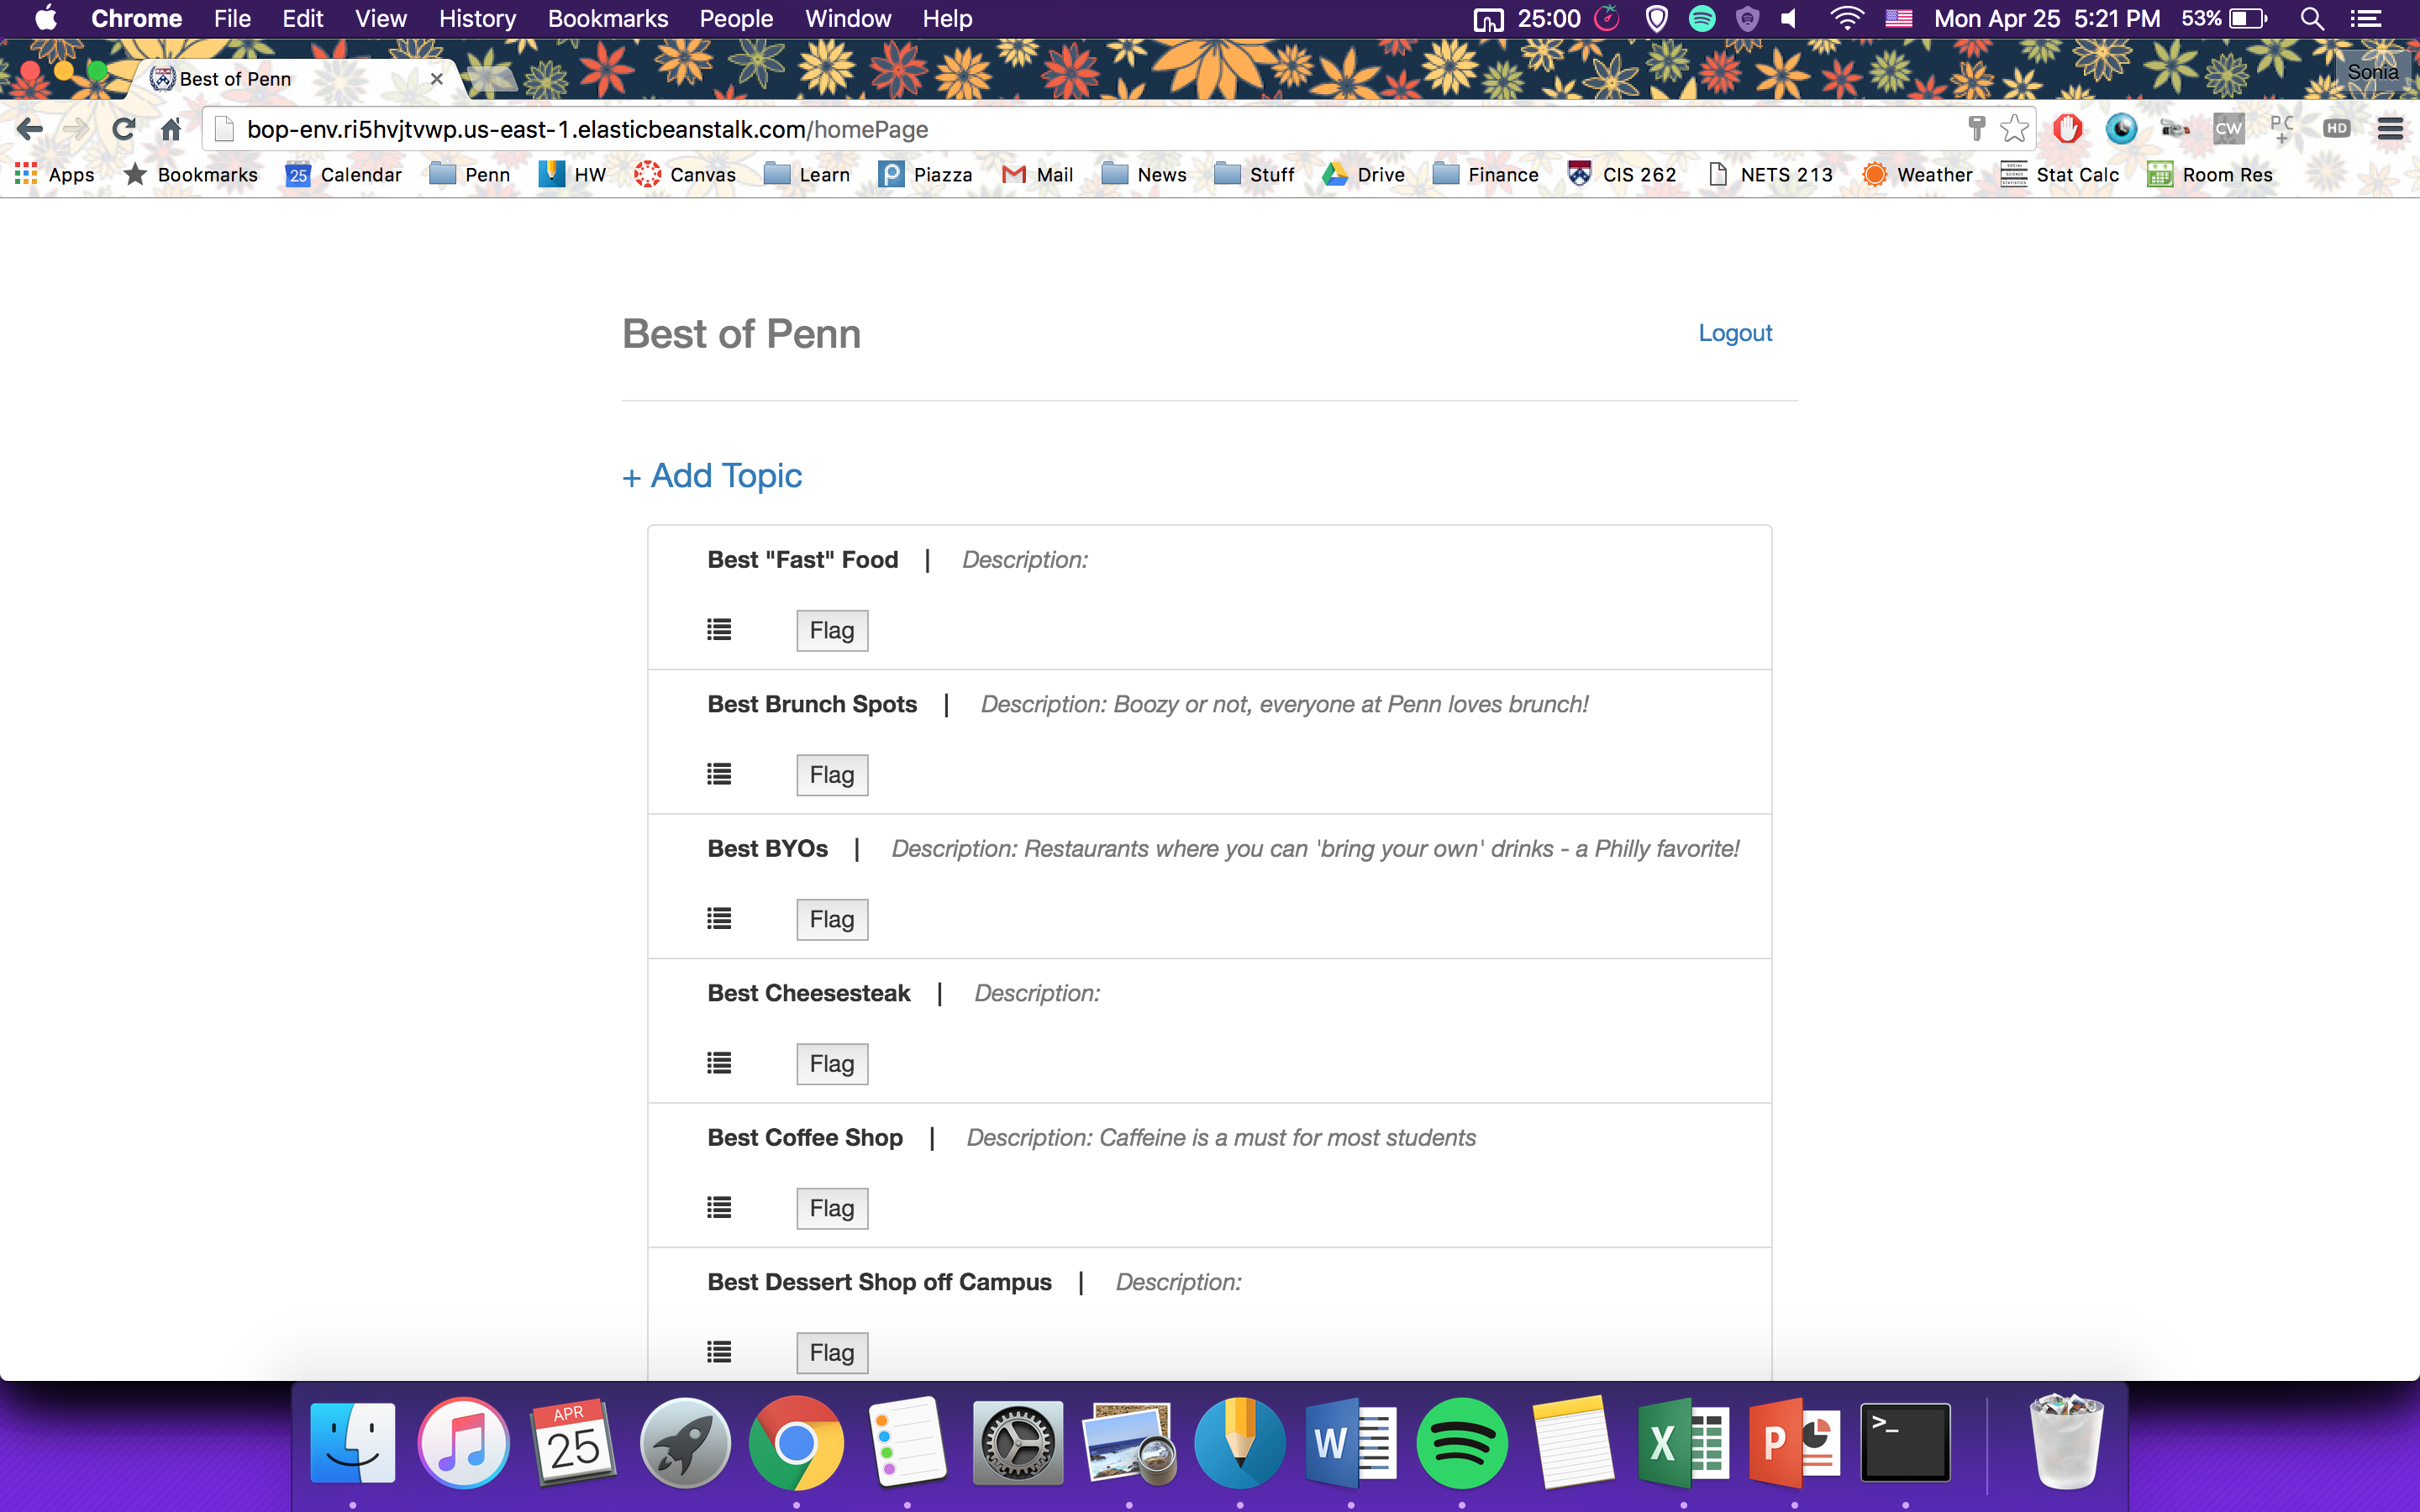 Chrome File Edit View History Bookmarks People Window Help 25:00 Mon Apr 25 5:21 PM 53%
Best of Penn Sonia
bop-env.ri5hvjtvwp.us-east-1.elasticbeanstalk.com/homePage CW PC + HD
Apps Bookmarks 25 Calendar Penn HW Canvas Learn Piazza Mail News Stuff Drive Finance CIS 262 NETS 213 Weather Stat Calc Room Res
Best of Penn Logout
+ Add Topic
Best "Fast" Food | Description:
Flag
Best Brunch Spots | Description: Boozy or not, everyone at Penn loves brunch!
Flag
Best BYOs | Description: Restaurants where you can 'bring your own' drinks - a Philly favorite!
Flag
Best Cheesesteak | Description:
Flag
Best Coffee Shop | Description: Caffeine is a must for most students
Flag
Best Dessert Shop off Campus | Description:
Flag
APR
25
W X P >_